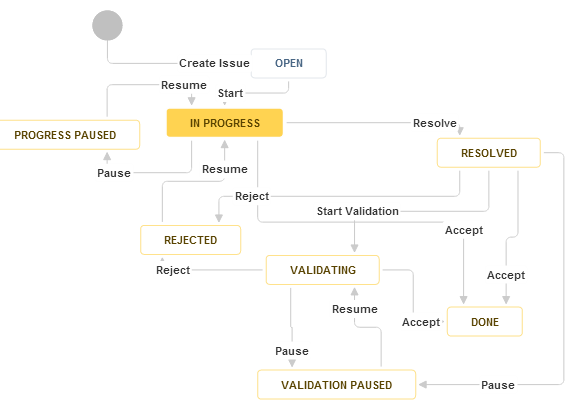 Create Issue
OPEN
Resume
Start
PROGRESS PAUSED
IN PROGRESS
Resolve
RESOLVED
Pause
Resume
Reject
Start Validation
Accept
REJECTED
Reject
VALIDATING
Accept
Resume
Accept
DONE
Pause
VALIDATION PAUSED
Pause